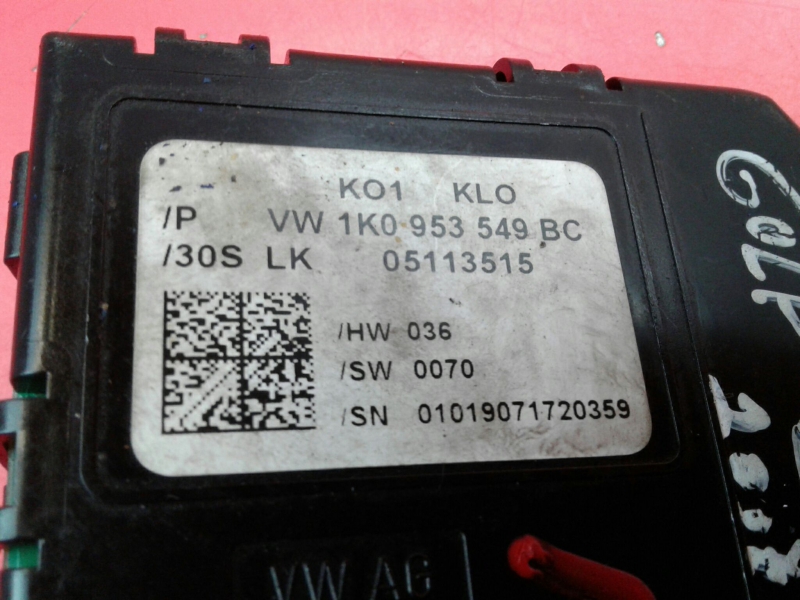 KO1 KLO
/P VW 1K0 953 549 BC
/30S LK 05113515
/HW 036
/SW 0070
/SN 01019071720359
VW AG